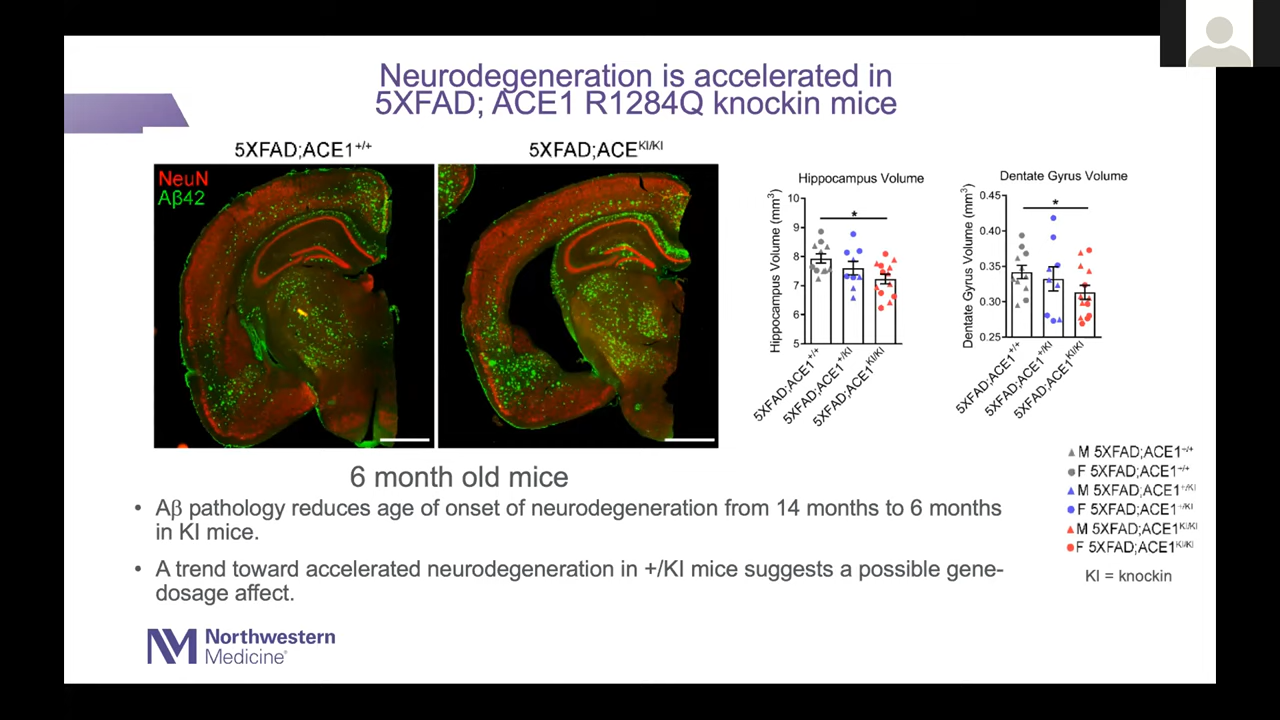 Neurodegeneration is accelerated in
5XFAD; ACE1 R1284Q knockin mice
5XFAD;ACE1+/+
5XFAD;ACEKI/KI
NeuN
Aβ42
Hippocampus Volume
Hippocampus Volume (mm3)
10
9
8
7
6
5
*
5XFAD;ACE1+/+
5XFAD;ACE1+/KI
5XFAD;ACE1KI/KI
Dentate Gyrus Volume
Dentate Gyrus Volume (mm3)
0.45
0.40
0.35
0.30
0.25
*
5XFAD;ACE1+/+
5XFAD;ACE1+/KI
5XFAD;ACE1KI/KI
M 5XFAD;ACE1+/+
F 5XFAD;ACE1+/+
M 5XFAD;ACE1+/KI
F 5XFAD;ACE1+/KI
M 5XFAD;ACE1KI/KI
F 5XFAD;ACE1KI/KI
KI = knockin
6 month old mice
• Aβ pathology reduces age of onset of neurodegeneration from 14 months to 6 months
in KI mice.
• A trend toward accelerated neurodegeneration in +/KI mice suggests a possible gene-
dosage affect.
NM Northwestern
Medicine®